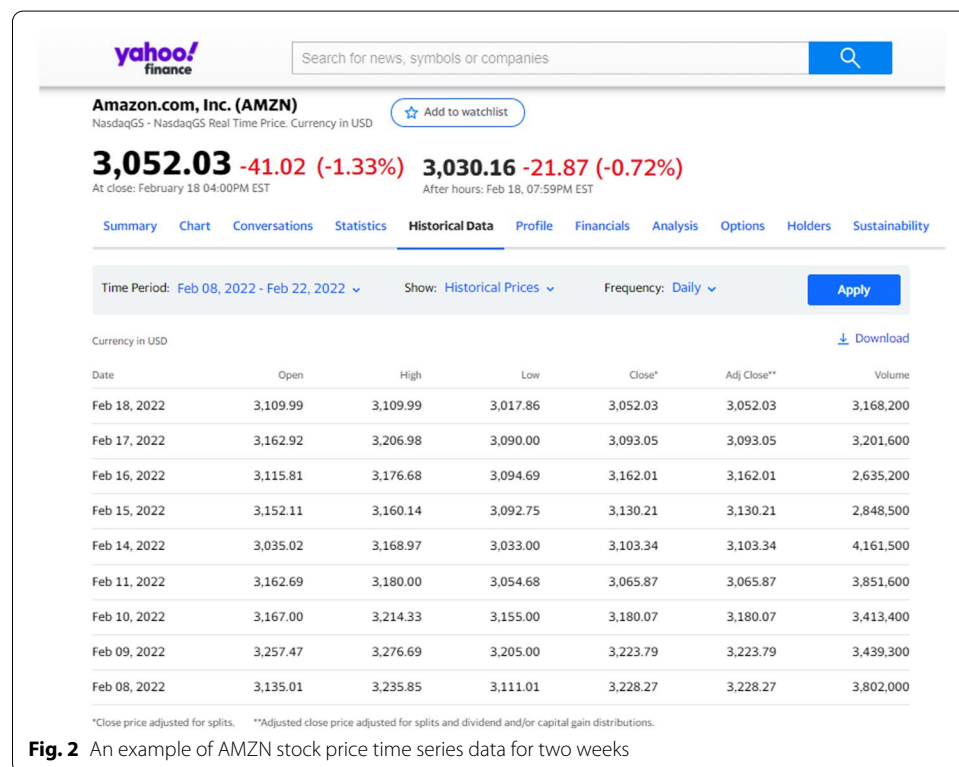 yahoo!
finance
Search for news, symbols or companies
Amazon.com, Inc. (AMZN)
NasdaqGS - NasdaqGS Real Time Price. Currency in USD
Add to watchlist
3,052.03 -41.02 (-1.33%) 3,030.16 -21.87 (-0.72%)
At close: February 18 04:00PM EST After hours: Feb 18, 07:59PM EST
Summary Chart Conversations Statistics Historical Data Profile Financials Analysis Options Holders Sustainability
Time Period: Feb 08, 2022 - Feb 22, 2022 Show: Historical Prices Frequency: Daily Apply
Currency in USD Download
Date Open High Low Close* Adj Close** Volume
Feb 18, 2022 3,109.99 3,109.99 3,017.86 3,052.03 3,052.03 3,168,200
Feb 17, 2022 3,162.92 3,206.98 3,090.00 3,093.05 3,093.05 3,201,600
Feb 16, 2022 3,115.81 3,176.68 3,094.69 3,162.01 3,162.01 2,635,200
Feb 15, 2022 3,152.11 3,160.14 3,092.75 3,130.21 3,130.21 2,848,500
Feb 14, 2022 3,035.02 3,168.97 3,033.00 3,103.34 3,103.34 4,161,500
Feb 11, 2022 3,162.69 3,180.00 3,054.68 3,065.87 3,065.87 3,851,600
Feb 10, 2022 3,167.00 3,214.33 3,155.00 3,180.07 3,180.07 3,413,400
Feb 09, 2022 3,257.47 3,276.69 3,205.00 3,223.79 3,223.79 3,439,300
Feb 08, 2022 3,135.01 3,235.85 3,111.01 3,228.27 3,228.27 3,802,000
*Close price adjusted for splits. **Adjusted close price adjusted for splits and dividend and/or capital gain distributions.
Fig. 2 An example of AMZN stock price time series data for two weeks